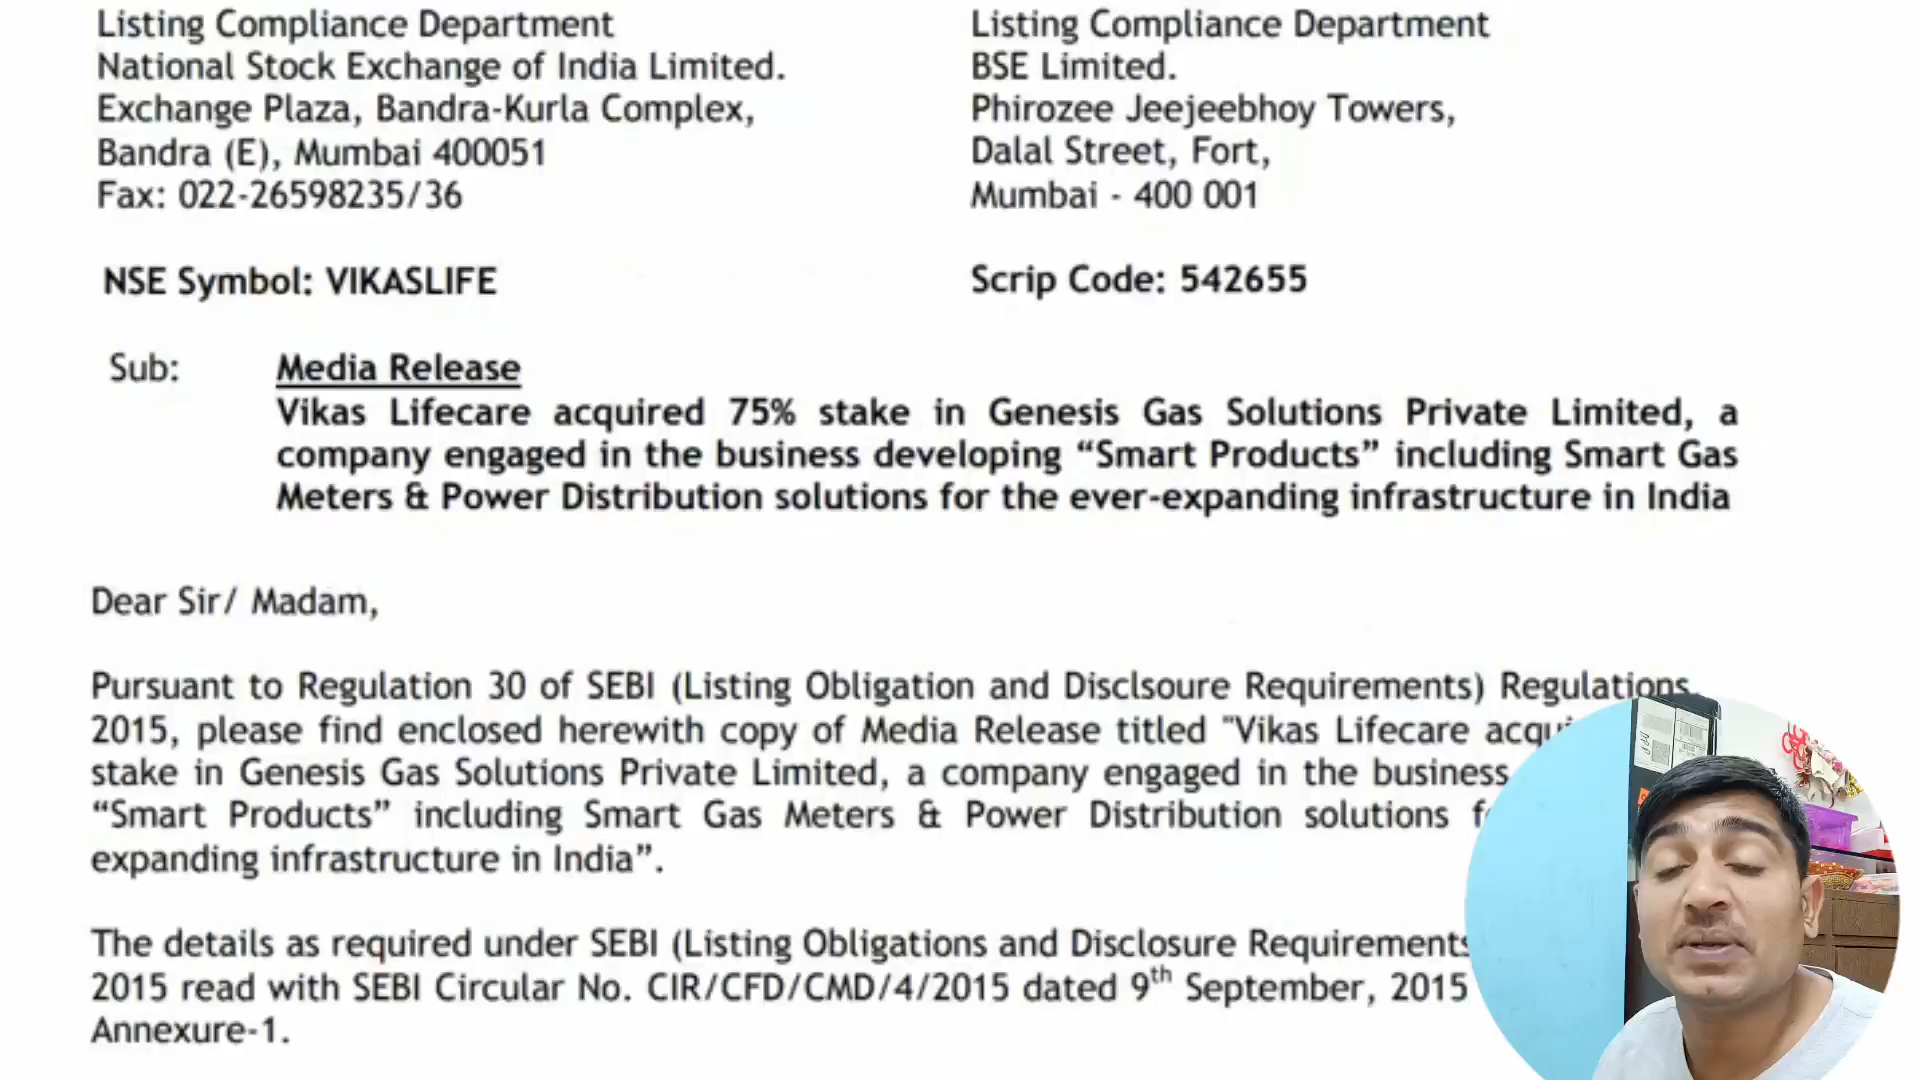 Listing Compliance Department
National Stock Exchange of India Limited.
Exchange Plaza, Bandra-Kurla Complex,
Bandra (E), Mumbai 400051
Fax: 022-26598235/36
Listing Compliance Department
BSE Limited.
Phirozee Jeejeebhoy Towers,
Dalal Street, Fort,
Mumbai - 400 001
NSE Symbol: VIKASLIFE
Scrip Code: 542655
Sub: Media Release
Vikas Lifecare acquired 75% stake in Genesis Gas Solutions Private Limited, a
company engaged in the business developing “Smart Products” including Smart Gas
Meters & Power Distribution solutions for the ever-expanding infrastructure in India
Dear Sir/ Madam,
Pursuant to Regulation 30 of SEBI (Listing Obligation and Disclsoure Requirements) Regulations,
2015, please find enclosed herewith copy of Media Release titled "Vikas Lifecare
stake in Genesis Gas Solutions Private Limited, a company engaged in the business
“Smart Products” including Smart Gas Meters & Power Distribution solutions
expanding infrastructure in India”.
The details as required under SEBI (Listing Obligations and Disclosure Requirements
2015 read with SEBI Circular No. CIR/CFD/CMD/4/2015 dated 9th September, 2015
Annexure-1.